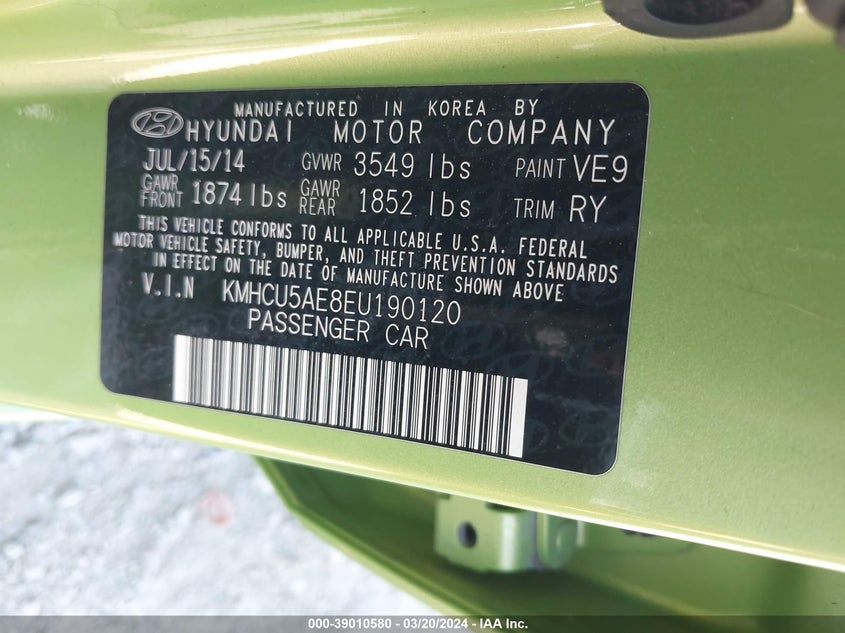 MANUFACTURED IN KOREA BY
HYUNDAI MOTOR COMPANY
JUL/15/14 GVWR 3549 lbs PAINT VE9
GAWR FRONT 1874 lbs GAWR REAR 1852 lbs TRIM RY
THIS VEHICLE CONFORMS TO ALL APPLICABLE U.S.A. FEDERAL
MOTOR VEHICLE SAFETY, BUMPER, AND THEFT PREVENTION STANDARDS
IN EFFECT ON THE DATE OF MANUFACTURE SHOWN ABOVE
V.I.N KMHCU5AE8EU190120
PASSENGER CAR
000-39010580 - 03/20/2024 - IAA Inc.